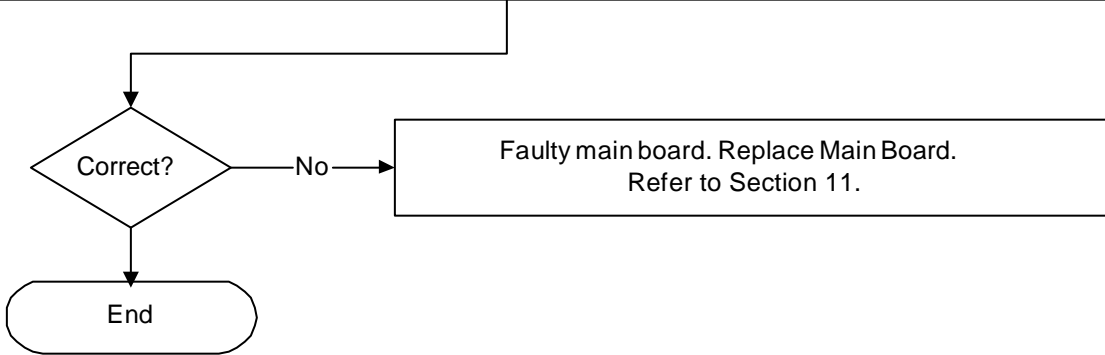 Correct?
No
Faulty main board. Replace Main Board.
Refer to Section 11.
End